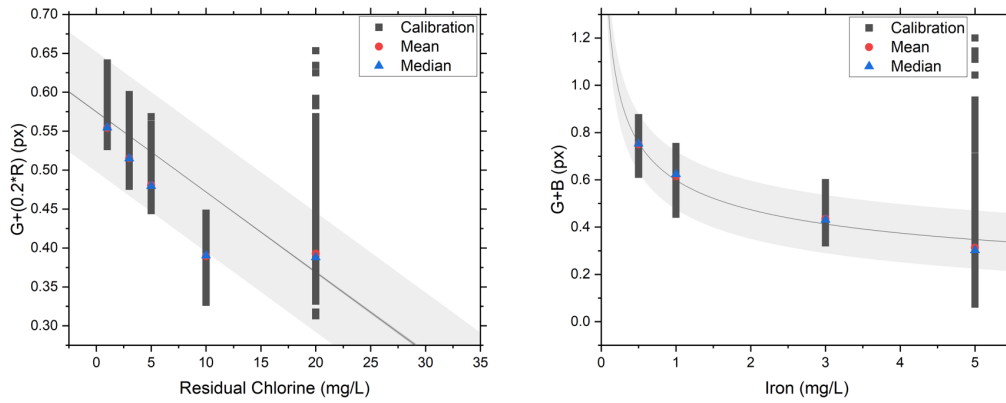 0.70
0.65
0.60
0.55
0.50
0.45
0.40
0.35
0.30
G+(0.2*R) (px)
Calibration
Mean
Median
0 5 10 15 20 25 30 35
Residual Chlorine (mg/L)
1.2
1.0
0.8
0.6
0.4
0.2
0.0
G+B (px)
Calibration
Mean
Median
0 1 2 3 4 5
Iron (mg/L)